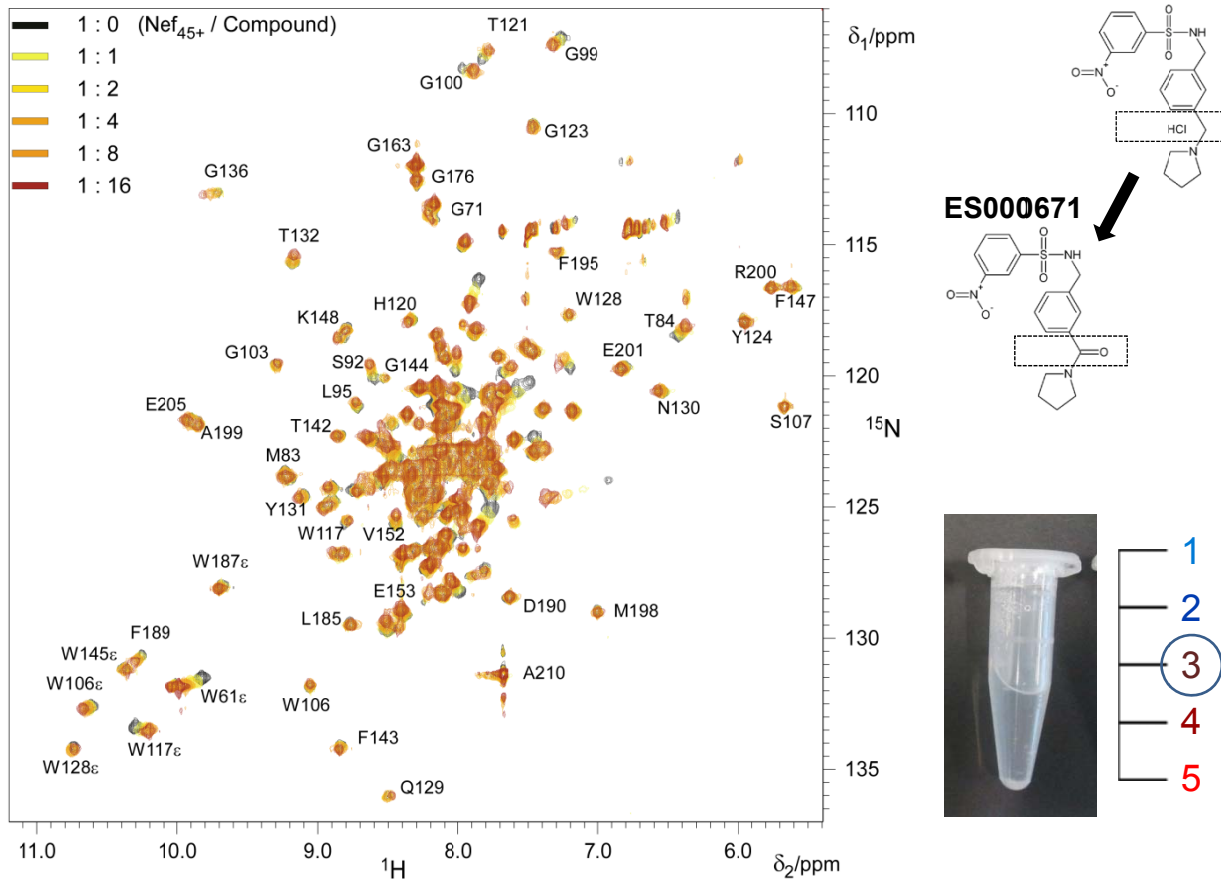 1 : 0 (Nef45+ / Compound)
1 : 1
1 : 2
1 : 4
1 : 8
1 : 16
T121
G99
G100
G123
G163
G136
G176
G71
T132
F195
R200
F147
H120
W128
K148
T84
Y124
G103
S92
G144
E201
L95
N130
S107
E205
A199
T142
M83
Y131
W117
V152
W187ε
E153
D190
M198
L185
F189
W145ε
A210
W106ε
W61ε
W106
W117ε
F143
W128ε
Q129
δ1/ppm
110
115
120
15N
125
130
135
11.0
10.0
9.0
8.0
7.0
6.0
1H
δ2/ppm
O
S
NH
O
O
N+
O-
HCl
N
ES000671
O
S
NH
O
O
N+
O-
O
N
1
2
3
4
5